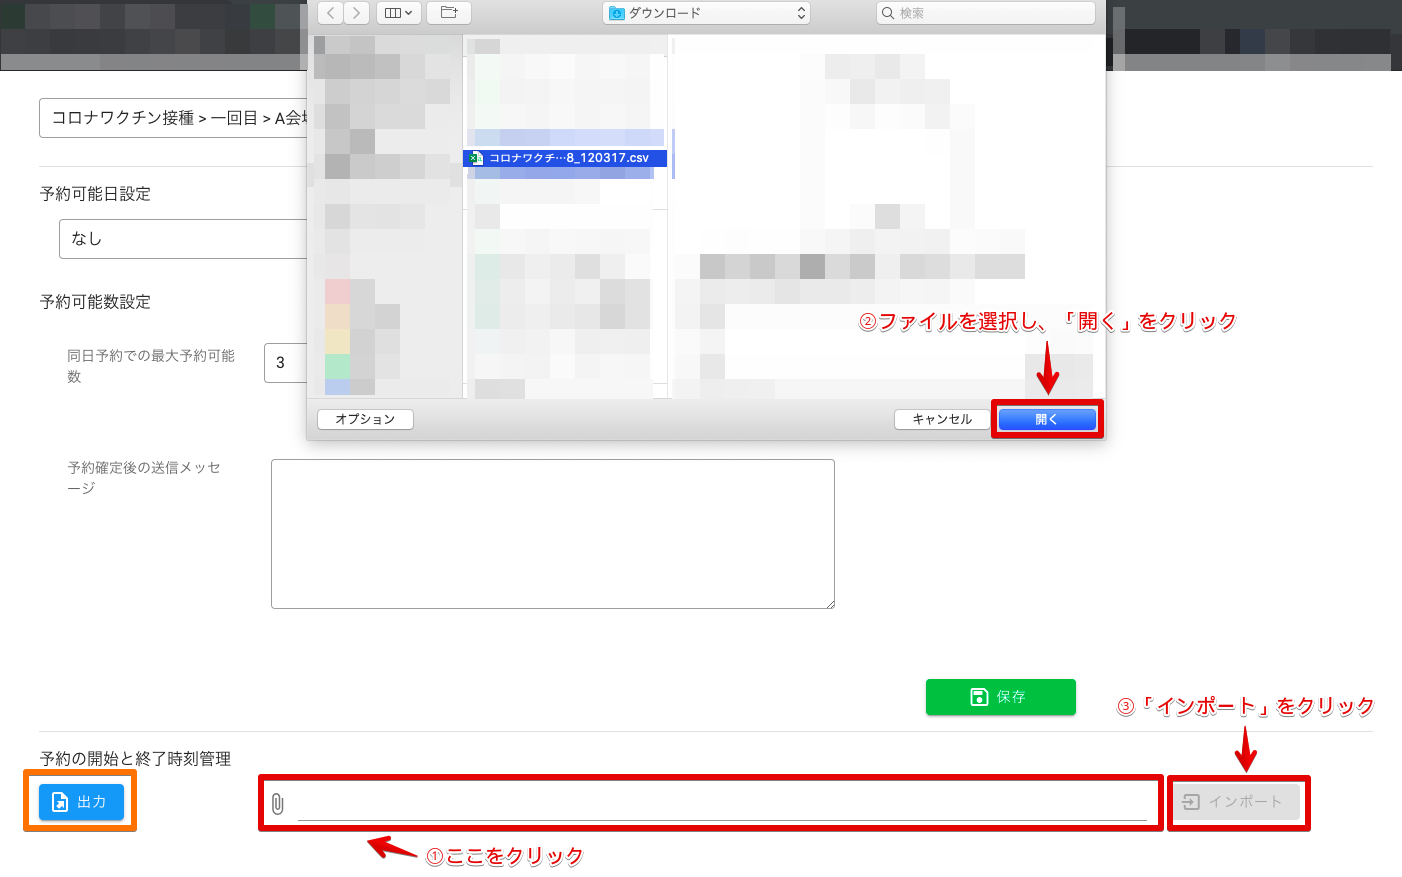 ダウンロード
検索
コロナワクチン接種 > 一回目 > A会場
コロナワクチ…8_120317.csv
予約可能日設定
なし
予約可能数設定
②ファイルを選択し、「開く」をクリック
同日予約での最大予約可能
数
3
オプション
キャンセル
開く
予約確定後の送信メッセ
ージ
保存
③「インポート」をクリック
予約の開始と終了時刻管理
出力
インポート
①ここをクリック